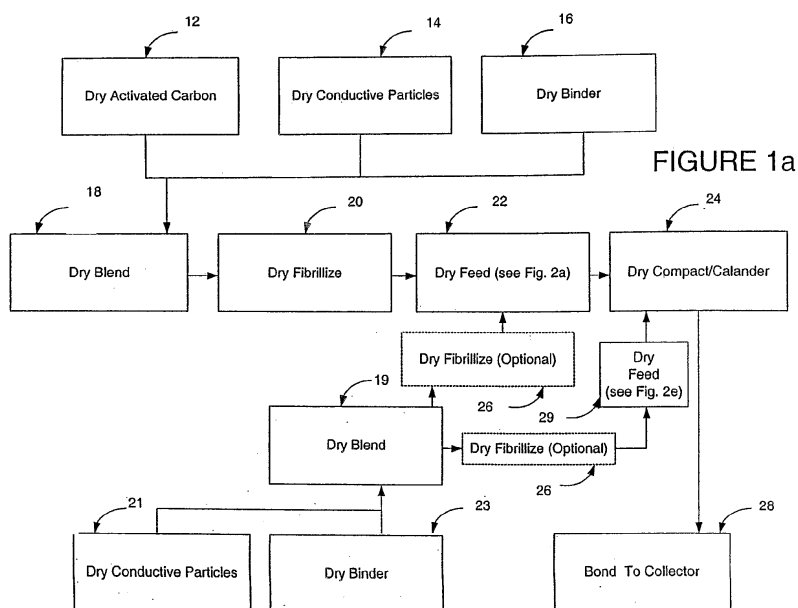 12
14
16
Dry Activated Carbon
Dry Conductive Particles
Dry Binder
FIGURE 1a
18
20
22
24
Dry Blend
Dry Fibrillize
Dry Feed (see Fig. 2a)
Dry Compact/Calander
Dry Fibrillize (Optional)
26
Dry
Feed
(see Fig. 2e)
29
19
Dry Blend
Dry Fibrillize (Optional)
26
21
23
28
Dry Conductive Particles
Dry Binder
Bond To Collector